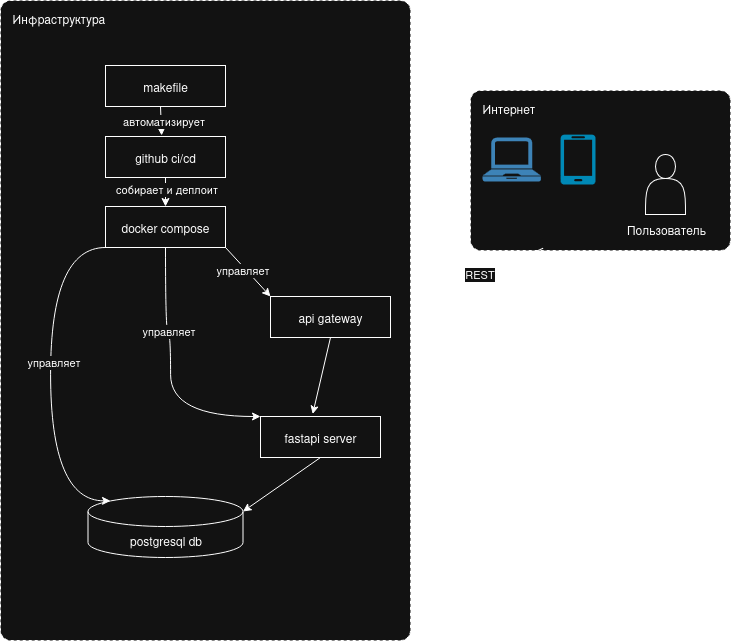 Инфраструктура
makefile
автоматизирует
github ci/cd
собирает и деплоит
docker compose
управляет
api gateway
управляет
управляет
fastapi server
postgresql db
Интернет
Пользователь
REST